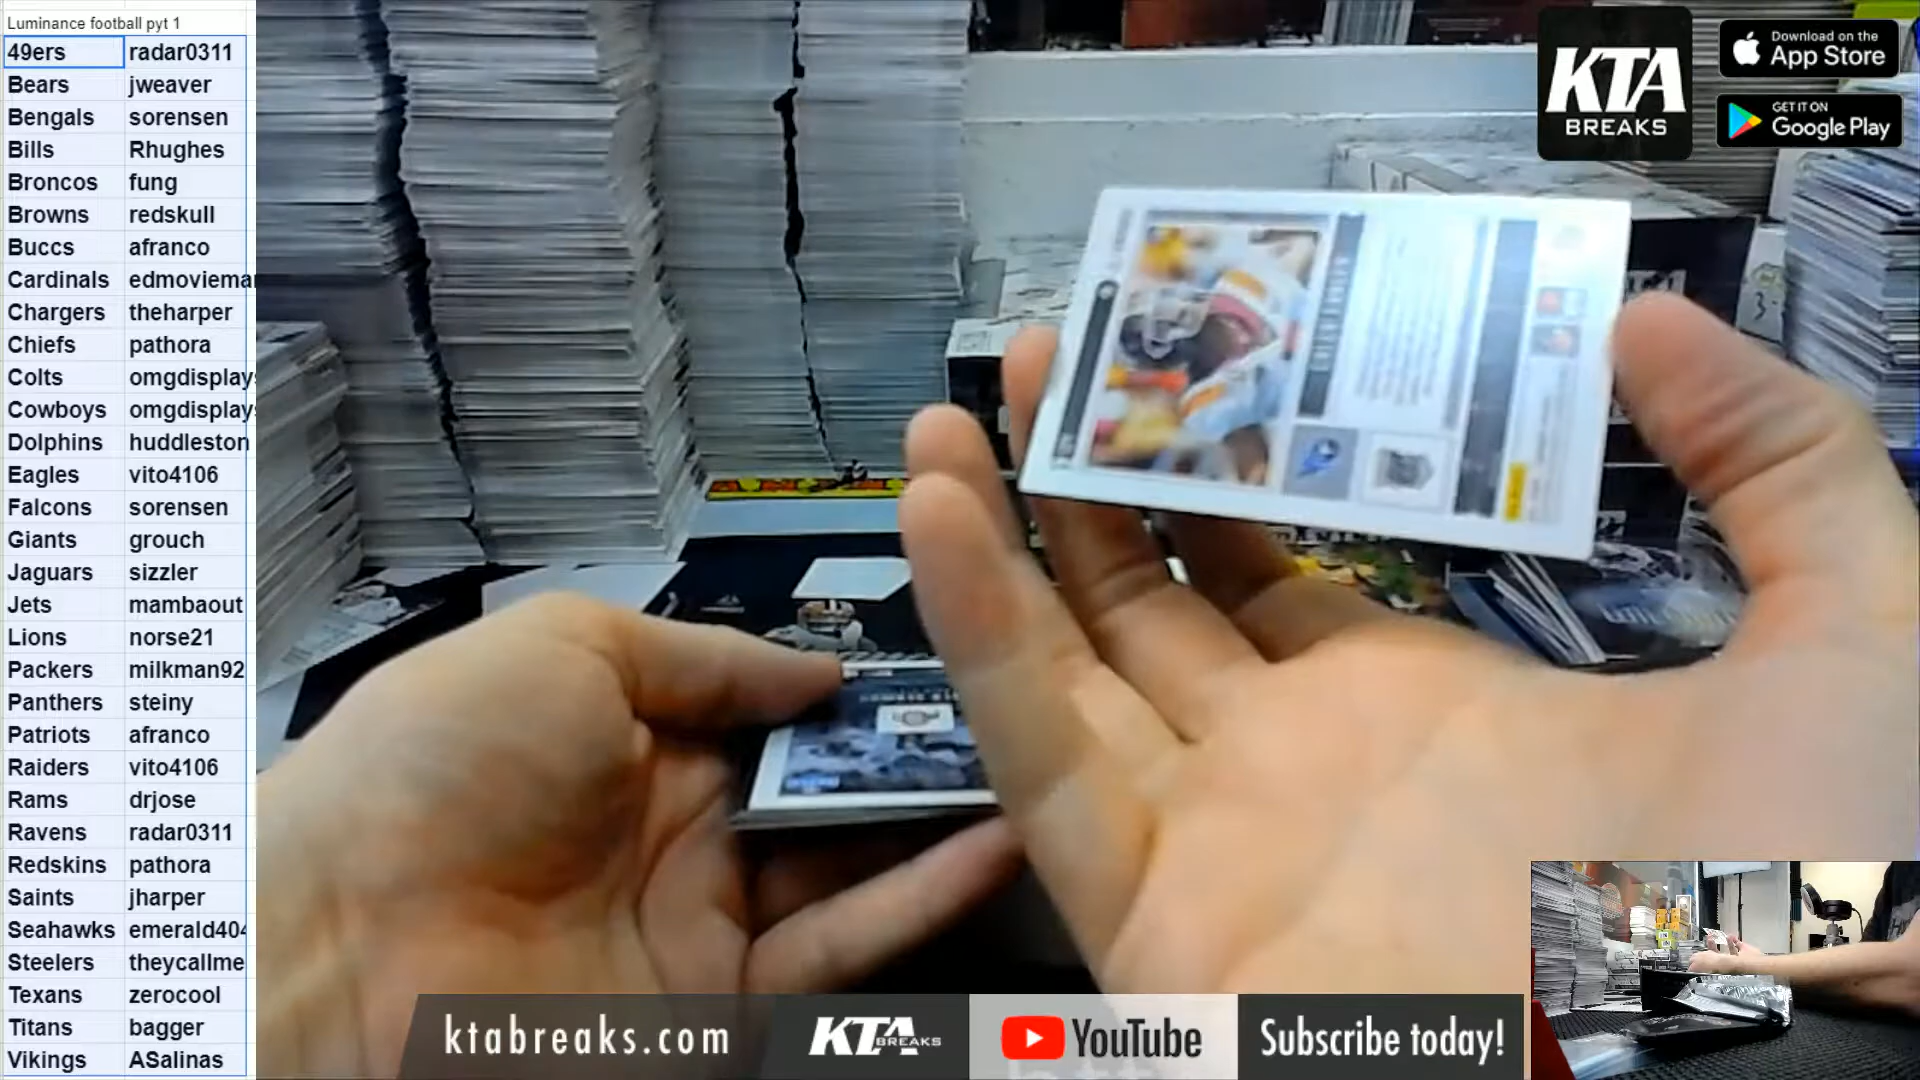 Luminance football pyt 1
49ers radar0311
Bears jweaver
Bengals sorensen
Bills Rhughes
Broncos fung
Browns redskull
Buccs afranco
Cardinals edmoviema
Chargers theharper
Chiefs pathora
Colts omgdisplay
Cowboys omgdisplay
Dolphins huddleston
Eagles vito4106
Falcons sorensen
Giants grouch
Jaguars sizzler
Jets mambaout
Lions norse21
Packers milkman92
Panthers steiny
Patriots afranco
Raiders vito4106
Rams drjose
Ravens radar0311
Redskins pathora
Saints jharper
Seahawks emerald404
Steelers theycallme
Texans zerocool
Titans bagger
Vikings ASalinas
KTA
BREAKS
Download on the
App Store
GET IT ON
Google Play
ktabreaks.com
KTA BREAKS
YouTube
Subscribe today!